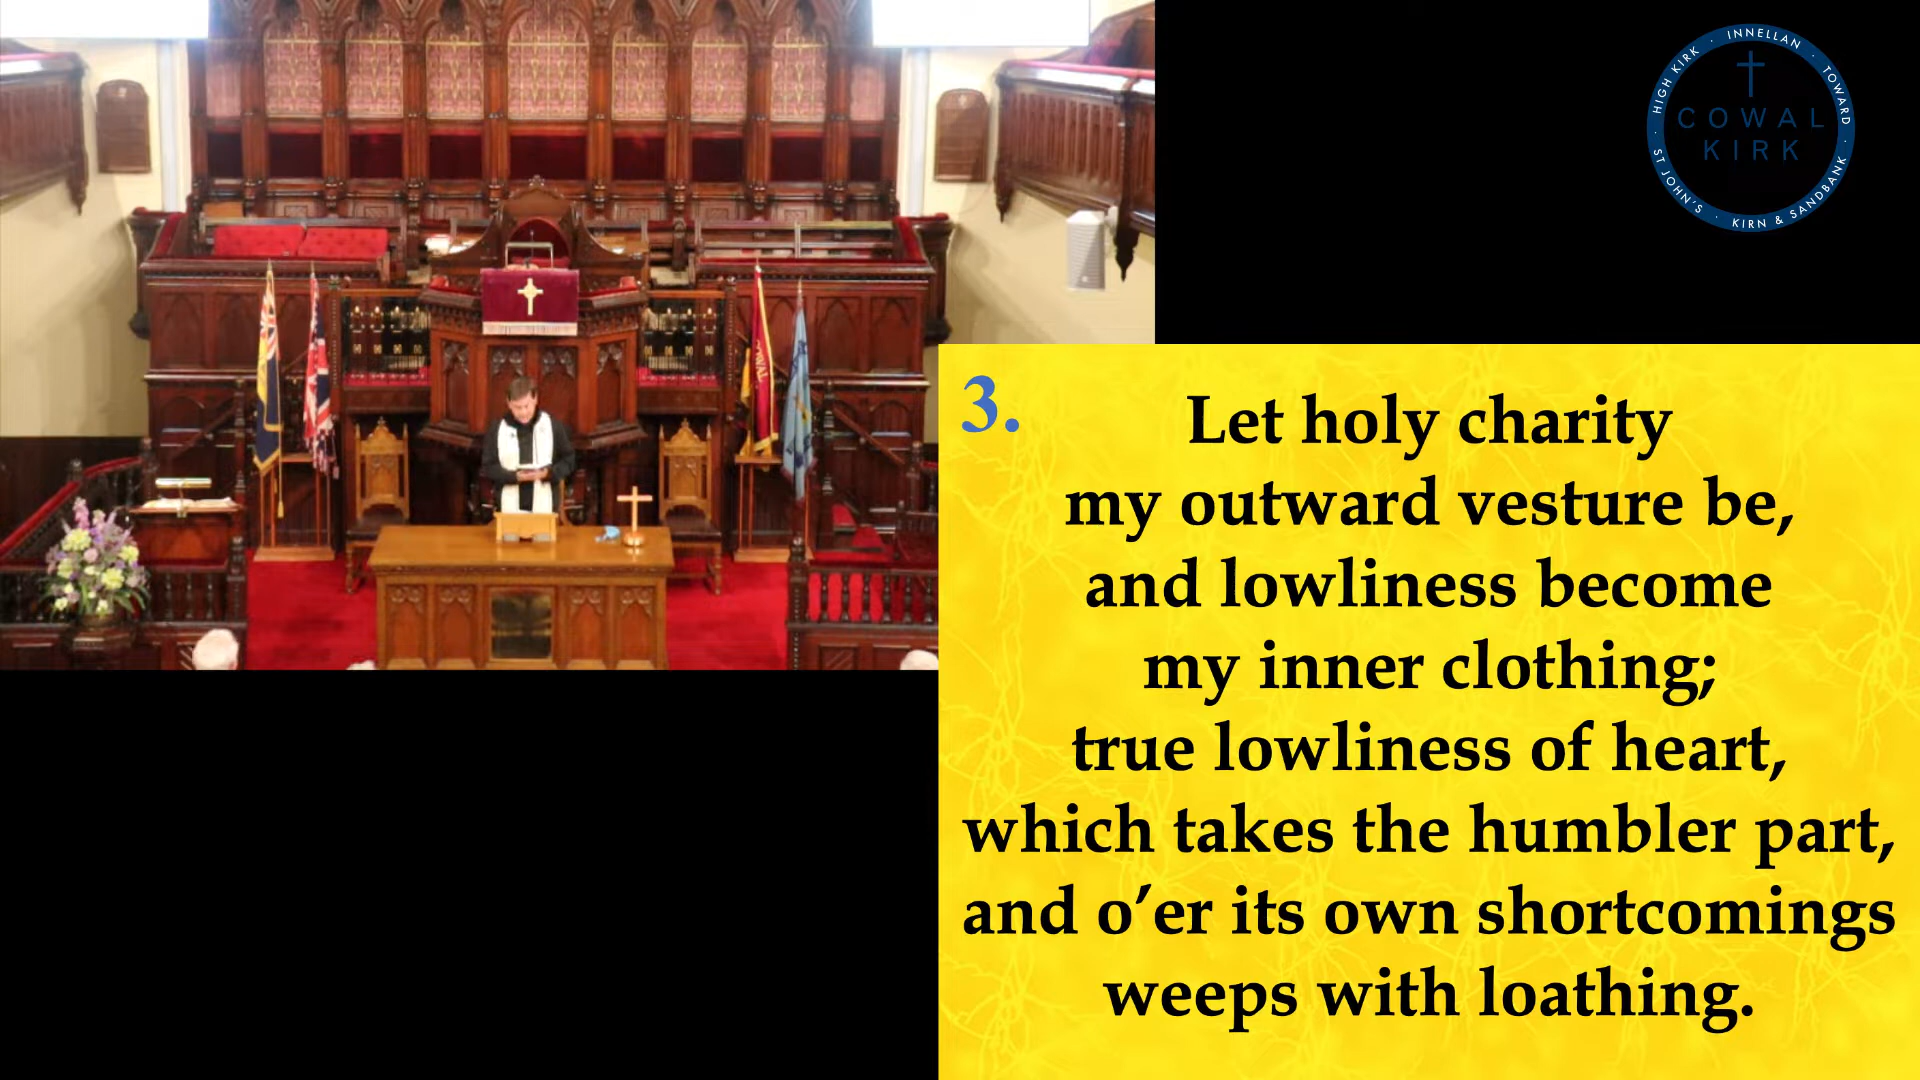 HIGH KIRK · INNELLAN · TOWARD · KIRN & SANDBANK · ST JOHN'S ·
COWAL
KIRK
3.
Let holy charity
my outward vesture be,
and lowliness become
my inner clothing;
true lowliness of heart,
which takes the humbler part,
and o’er its own shortcomings
weeps with loathing.